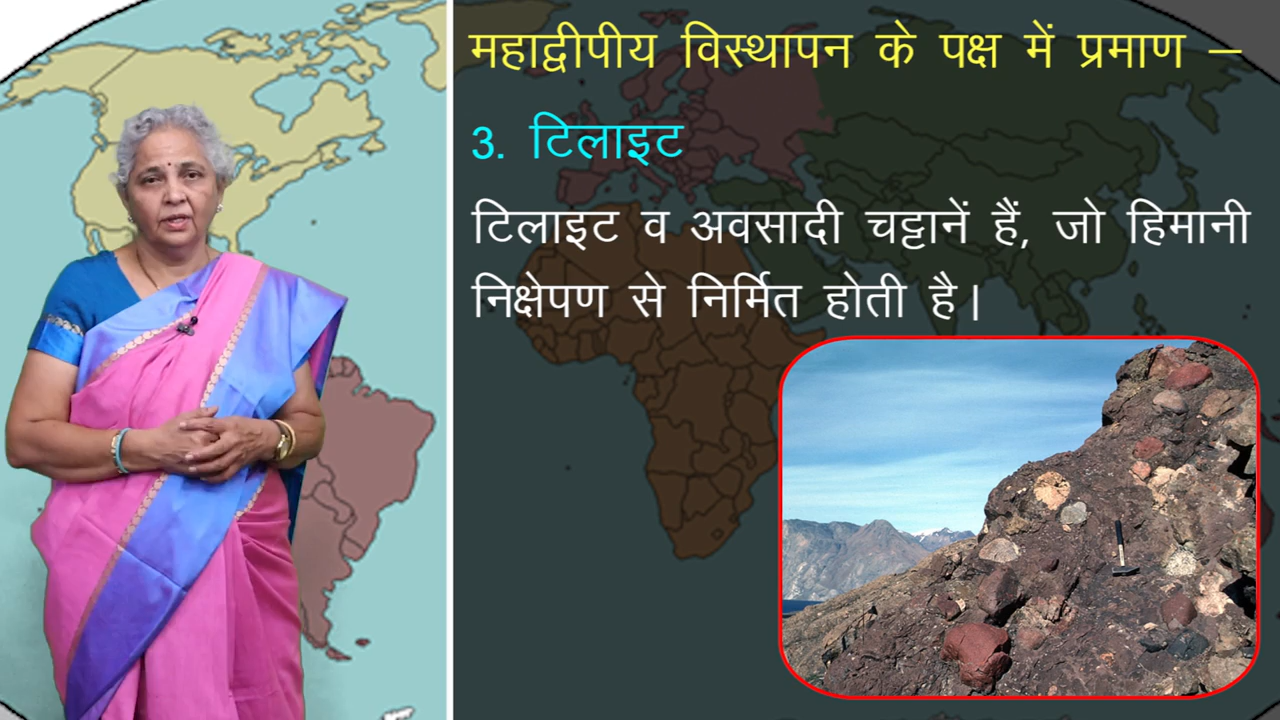 महाद्वीपीय विस्थापन के पक्ष में प्रमाण –
3. टिलाइट
टिलाइट व अवसादी चट्टानें हैं, जो हिमानी
निक्षेपण से निर्मित होती है।